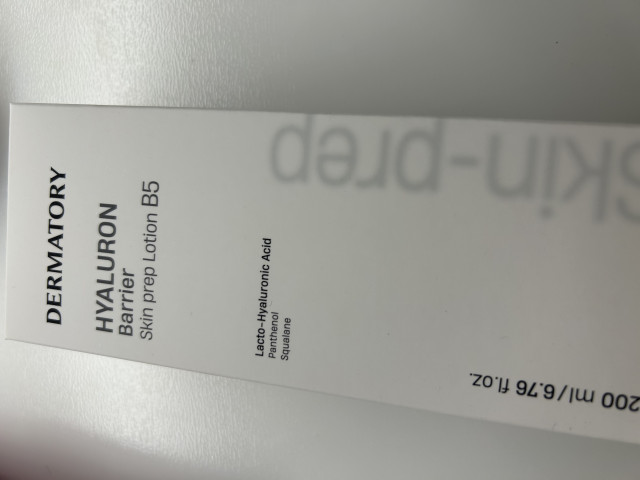 DERMATORY
HYALURON
Barrier
Skin prep Lotion B5
Lacto-Hyaluronic Acid
Panthenol
Squalane
Skin-prep
200 ml/6.76 fl.oz.